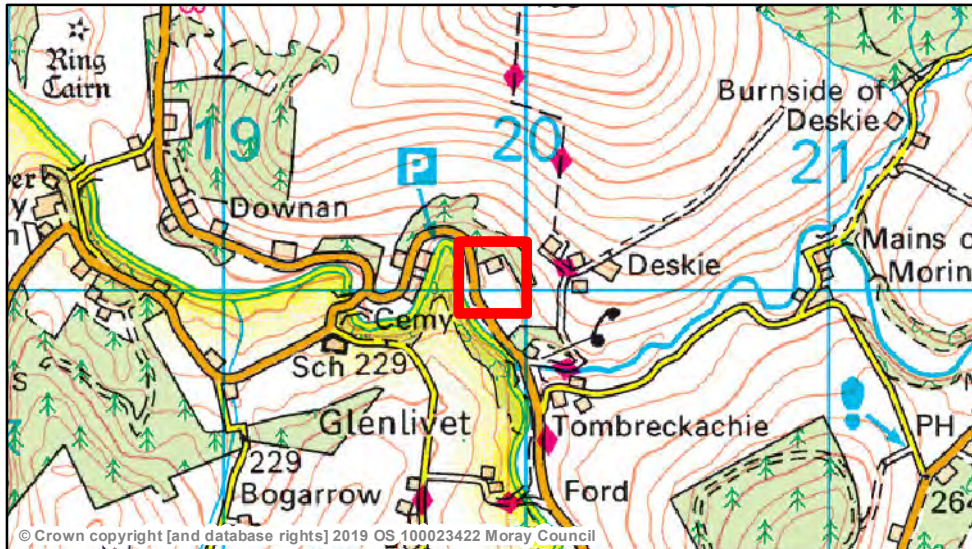 Ring
Cairn
19
20
21
P
Burnside of
Deskie
Downan
Deskie
Mains o
Morin
Cemy
Sch 229
Glenlivet
Tombreckachie
PH
229
Bogarrow
Ford
26
© Crown copyright [and database rights] 2019 OS 100023422 Moray Council